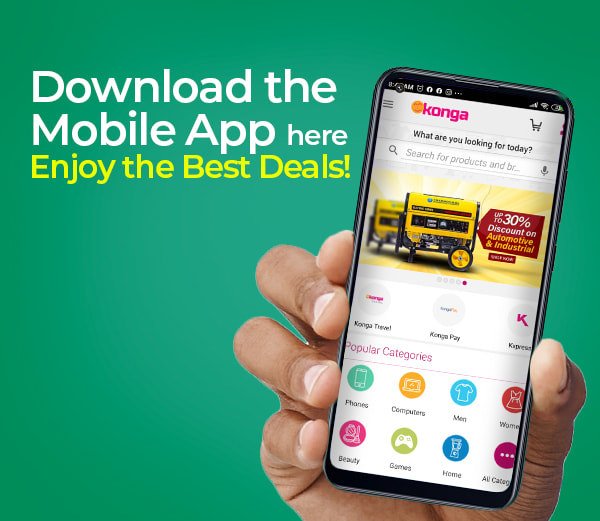 Download the
Mobile App here
Enjoy the Best Deals!
konga
What are you looking for today?
Search for products and br...
UP TO 30%
Discount on
Automotive
& Industrial
SHOP NOW
Konga Travel
Konga Pay
Kxpress
Popular Categories
Phones
Computers
Men
Wome
Beauty
Games
Home
All Categ